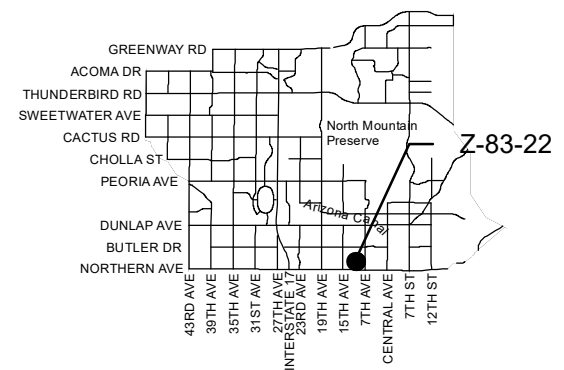 GREENWAY RD
ACOMA DR
THUNDERBIRD RD
SWEETWATER AVE
CACTUS RD
CHOLLA ST
PEORIA AVE
DUNLAP AVE
BUTLER DR
NORTHERN AVE
North Mountain
Preserve
Z-83-22
Arizona Canal
43RD AVE
39TH AVE
35TH AVE
31ST AVE
27TH AVE
INTERSTATE 17
23RD AVE
19TH AVE
15TH AVE
7TH AVE
CENTRAL AVE
7TH ST
12TH ST